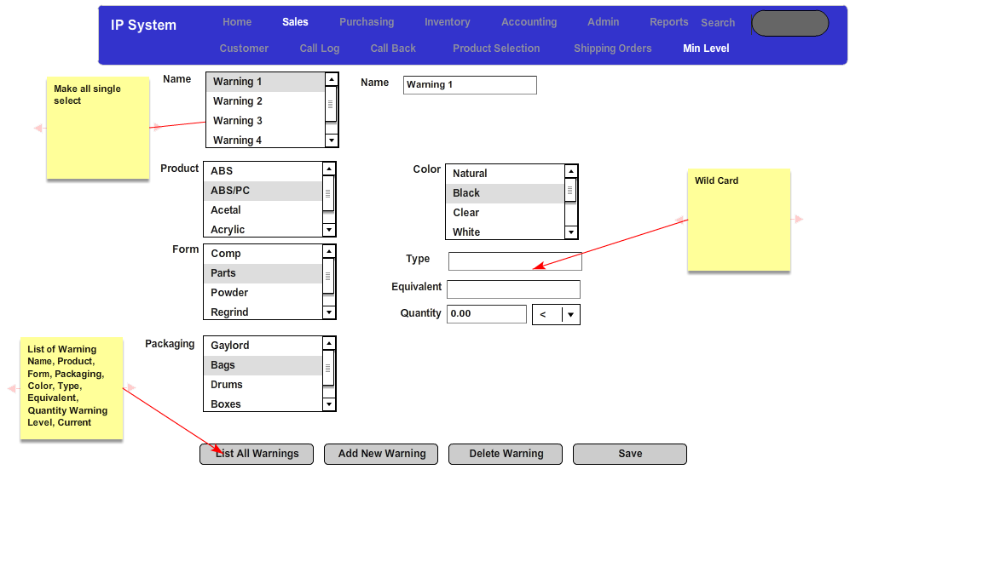 IP System
Home Sales Purchasing Inventory Accounting Admin Reports Search
Customer Call Log Call Back Product Selection Shipping Orders Min Level
Make all single
select
Name
Warning 1
Warning 2
Warning 3
Warning 4
Name
Warning 1
Product
ABS
ABS/PC
Acetal
Acrylic
Color
Natural
Black
Clear
White
Wild Card
Form
Comp
Parts
Powder
Regrind
Type
Equivalent
Quantity
0.00
<
List of Warning
Name, Product,
Form, Packaging,
Color, Type,
Equivalent,
Quantity Warning
Level, Current
Packaging
Gaylord
Bags
Drums
Boxes
List All Warnings
Add New Warning
Delete Warning
Save